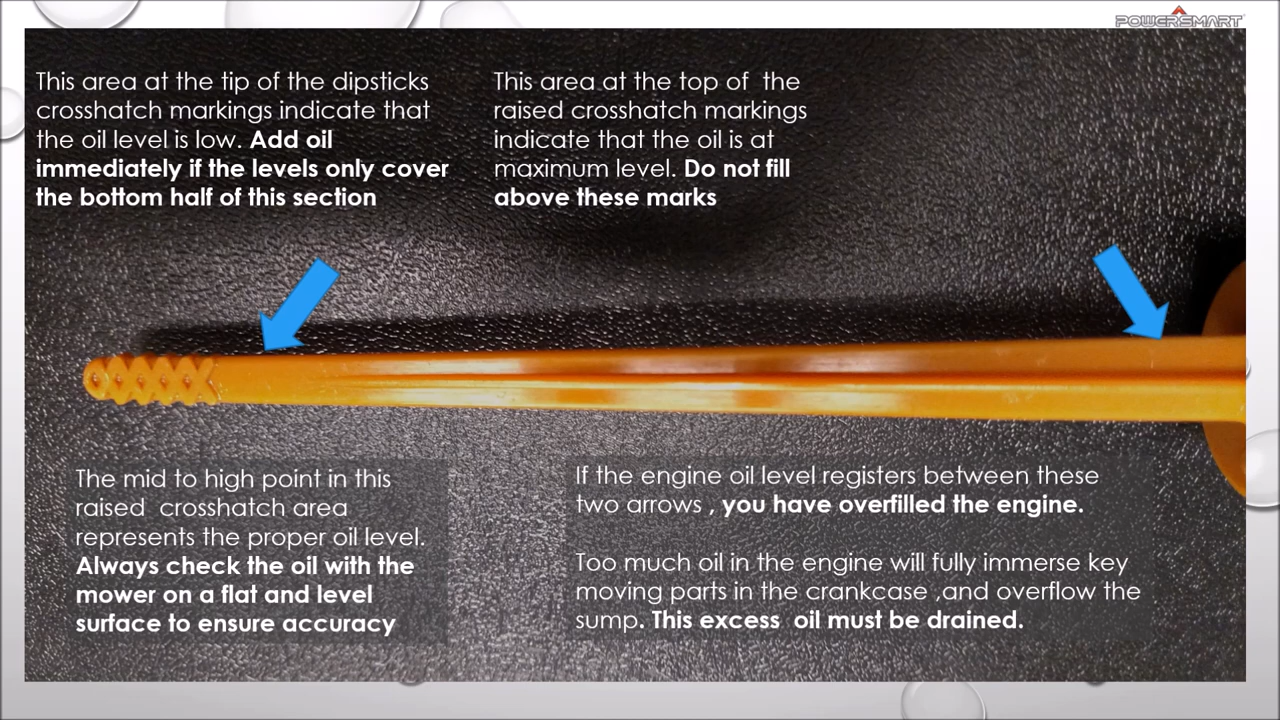 POWERSMART
This area at the tip of the dipsticks
crosshatch markings indicate that
the oil level is low. Add oil
immediately if the levels only cover
the bottom half of this section
This area at the top of  the
raised crosshatch markings
indicate that the oil is at
maximum level. Do not fill
above these marks
The mid to high point in this
raised  crosshatch area
represents the proper oil level.
Always check the oil with the
mower on a flat and level
surface to ensure accuracy
If the engine oil level registers between these
two arrows , you have overfilled the engine.
Too much oil in the engine will fully immerse key
moving parts in the crankcase ,and overflow the
sump. This excess  oil must be drained.